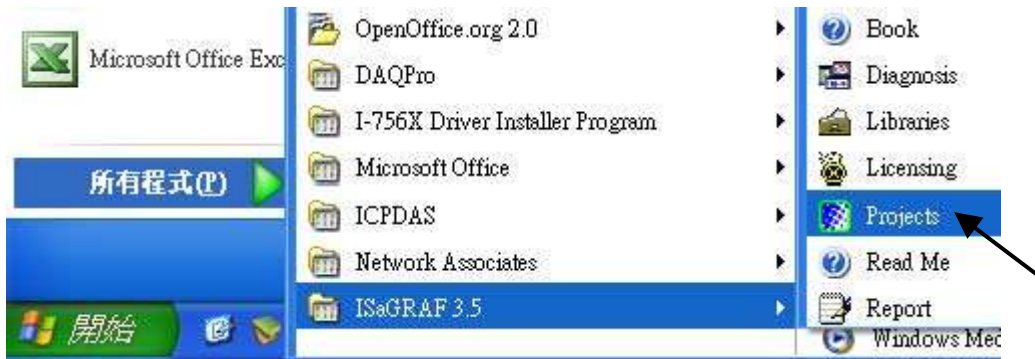 Microsoft Office Exc
所有程式(P)
開始
OpenOffice.org 2.0
DAQPro
I-756X Driver Installer Program
Microsoft Office
ICPDAS
Network Associates
ISaGRAF 3.5
Book
Diagnosis
Libraries
Licensing
Projects
Read Me
Report
Windows Med